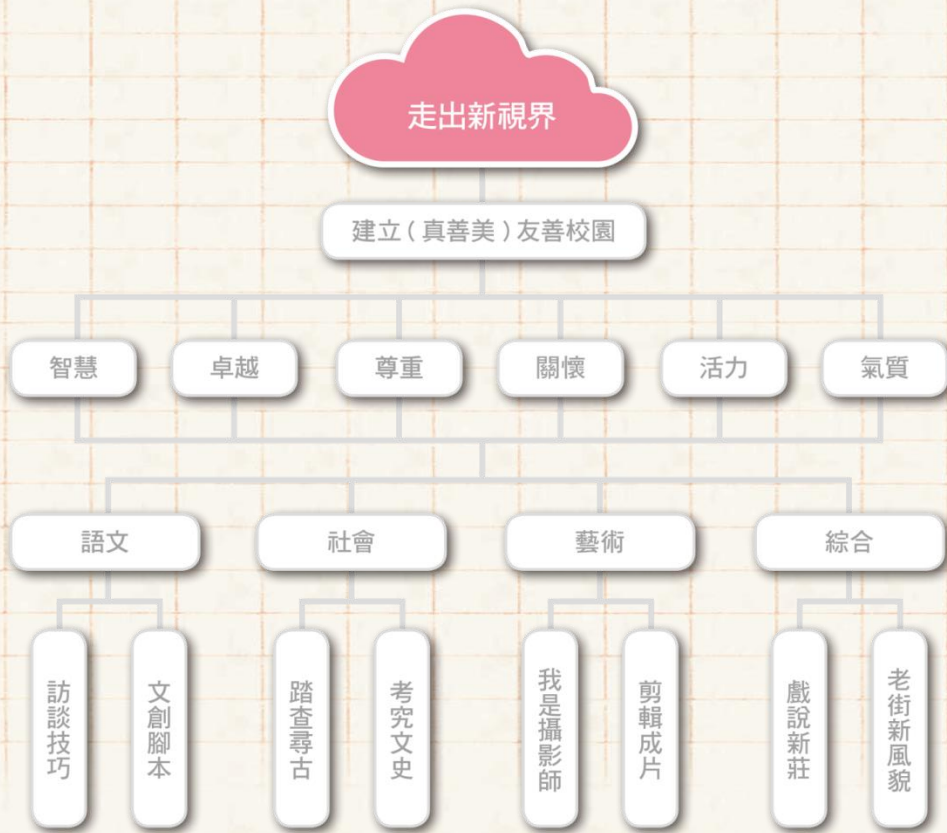 走出新視界
建立(真善美)友善校園
智慧
卓越
尊重
關懷
活力
氣質
語文
社會
藝術
綜合
訪談技巧
文創腳本
踏查尋古
考究文史
我是攝影師
剪輯成片
戲說新莊
老街新風貌